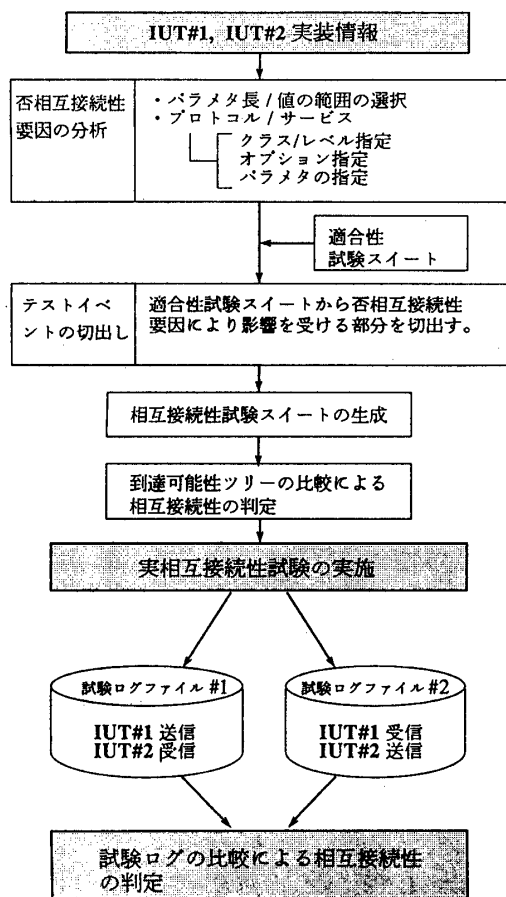 IUT#1, IUT#2 実装情報
否相互接続性
要因の分析
・パラメタ長 / 値の範囲の選択
・プロトコル / サービス
クラス/レベル指定
オプション指定
パラメタの指定
適合性
試験スイート
テストイベ
ントの切出し
適合性試験スイートから否相互接続性
要因により影響を受ける部分を切出す。
相互接続性試験スイートの生成
到達可能性ツリーの比較による
相互接続性の判定
実相互接続性試験の実施
試験ログファイル #1
IUT#1 送信
IUT#2 受信
試験ログファイル #2
IUT#1 受信
IUT#2 送信
試験ログの比較による相互接続性
の判定